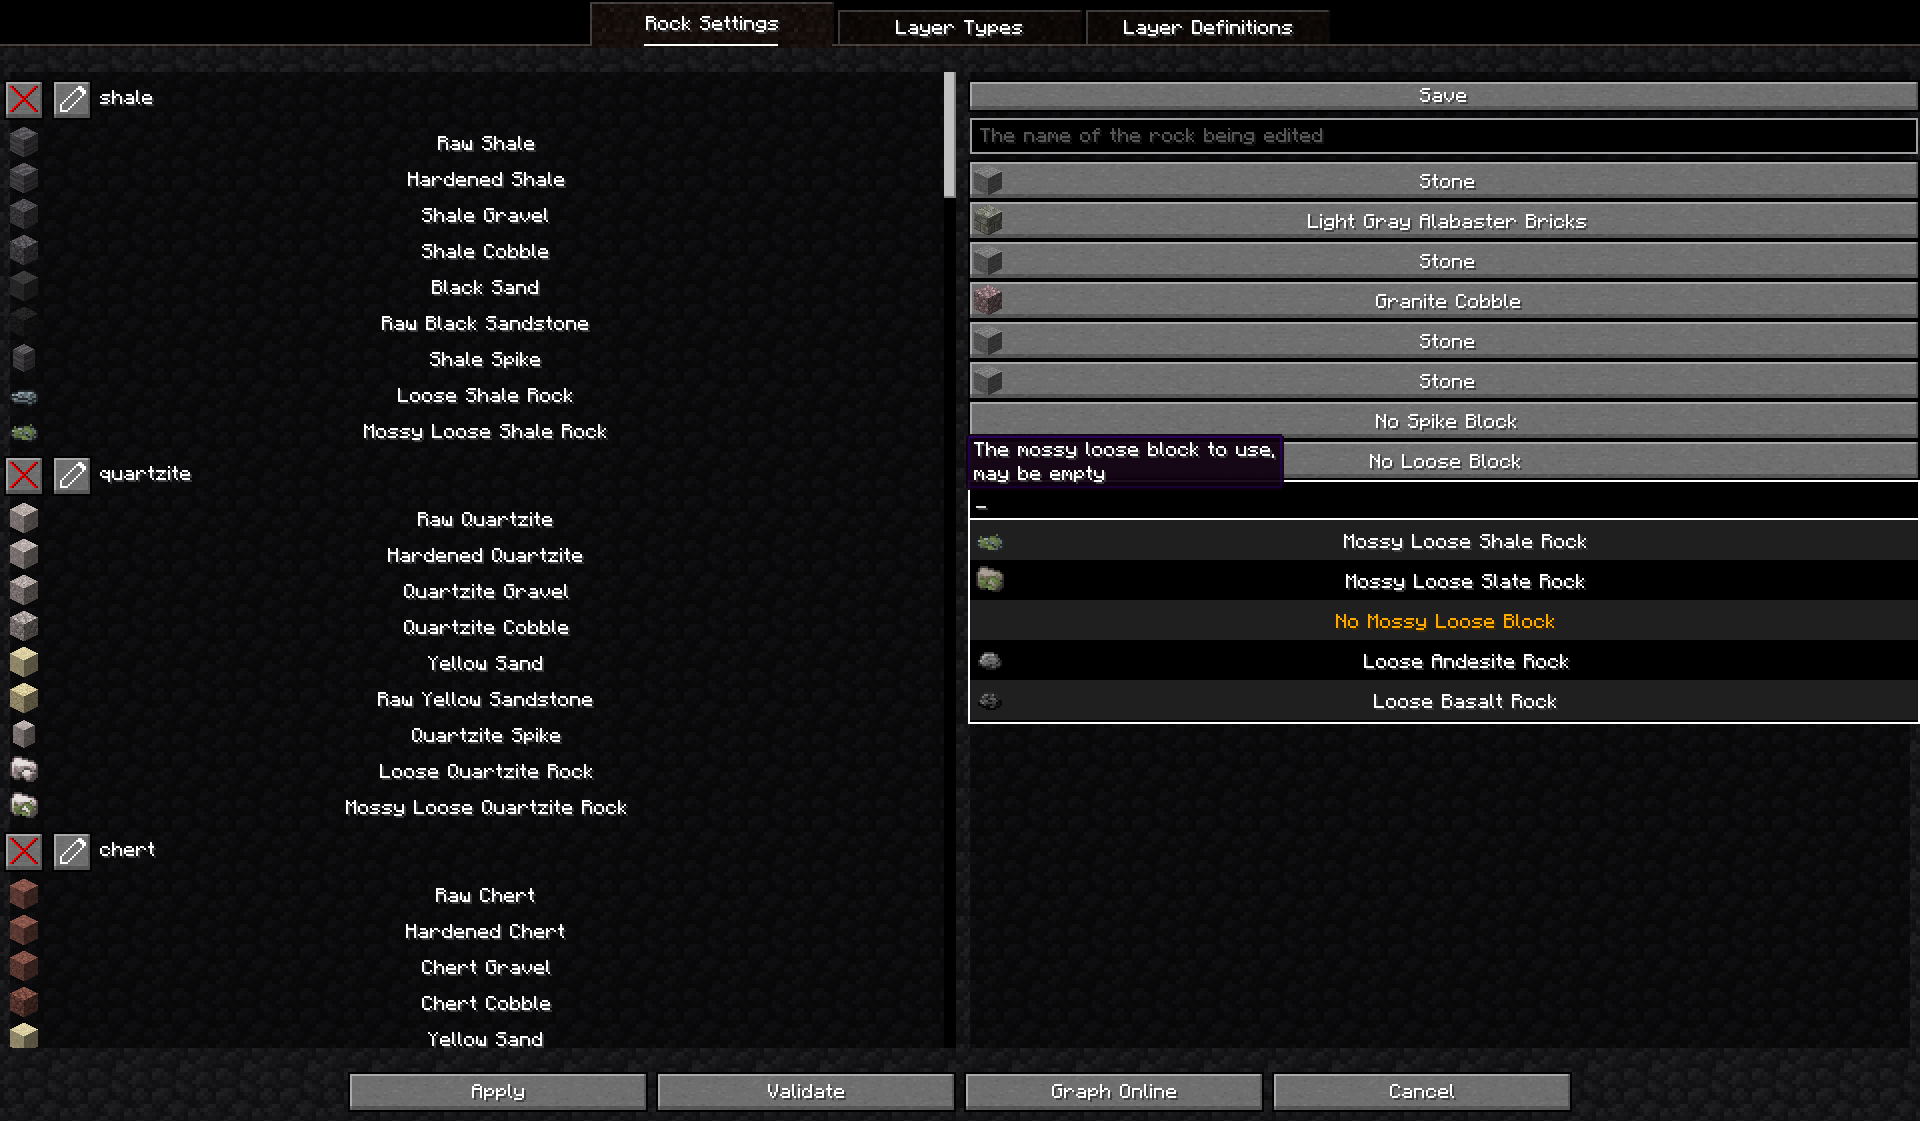 Rock Settings
Layer Types
Layer Definitions
shale
Raw Shale
Hardened Shale
Shale Gravel
Shale Cobble
Black Sand
Raw Black Sandstone
Shale Spike
Loose Shale Rock
Mossy Loose Shale Rock
quartzite
Raw Quartzite
Hardened Quartzite
Quartzite Gravel
Quartzite Cobble
Yellow Sand
Raw Yellow Sandstone
Quartzite Spike
Loose Quartzite Rock
Mossy Loose Quartzite Rock
chert
Raw Chert
Hardened Chert
Chert Gravel
Chert Cobble
Yellow Sand
Save
The name of the rock being edited
Stone
Light Gray Alabaster Bricks
Stone
Granite Cobble
Stone
Stone
No Spike Block
No Loose Block
The mossy loose block to use,
may be empty
_
Mossy Loose Shale Rock
Mossy Loose Slate Rock
No Mossy Loose Block
Loose Andesite Rock
Loose Basalt Rock
Apply
Validate
Graph Online
Cancel